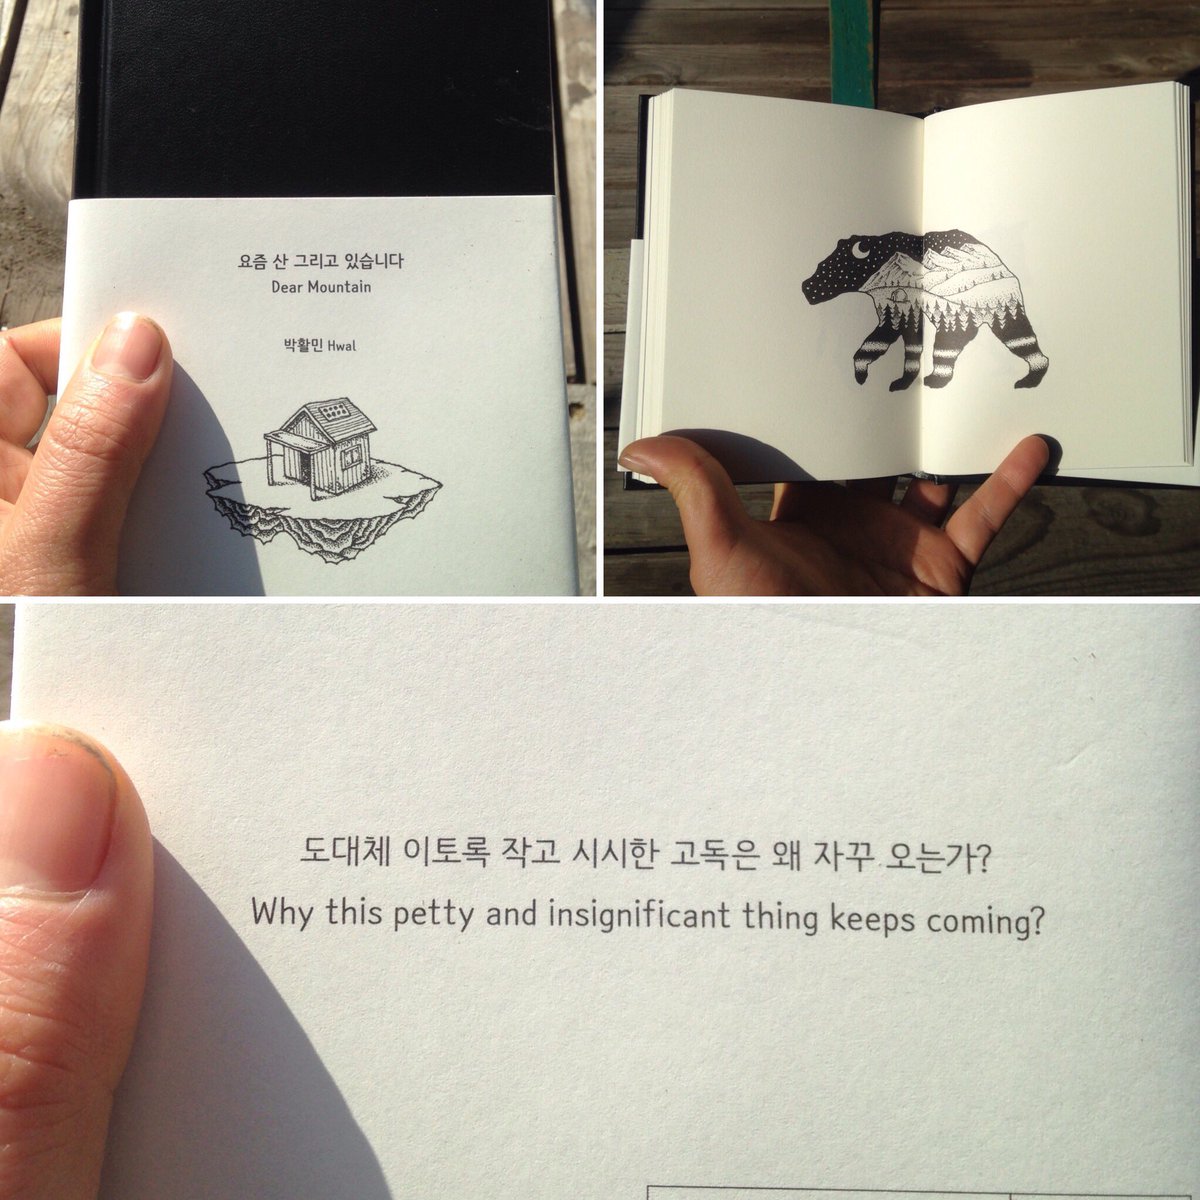 요즘 산 그리고 있습니다
Dear Mountain
박활민 Hwal
도대체 이토록 작고 시시한 고독은 왜 자꾸 오는가?
Why this petty and insignificant thing keeps coming?